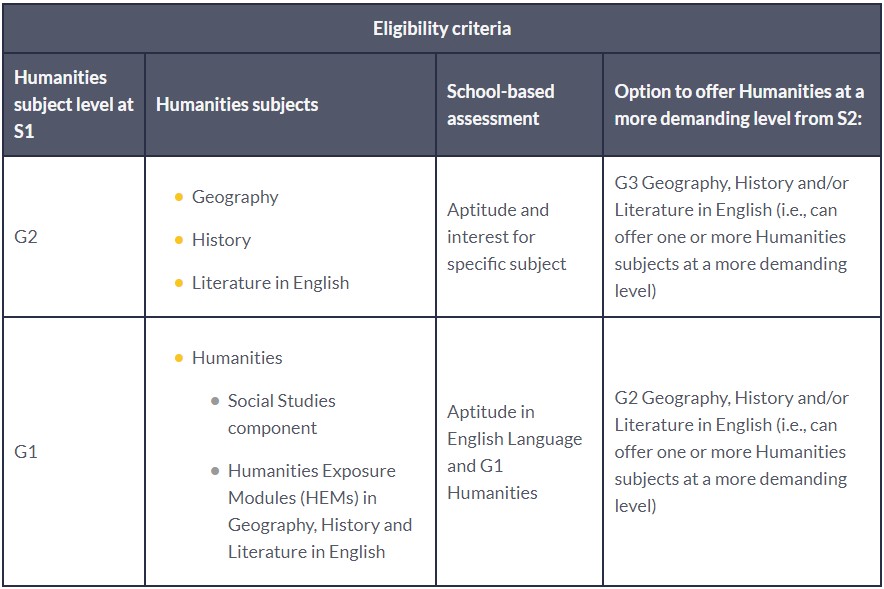 Eligibility criteria
Humanities
subject level at
S1
Humanities subjects
School-based
assessment
Option to offer Humanities at a
more demanding level from S2:
G2
Geography
History
Literature in English
Aptitude and
interest for
specific subject
G3 Geography, History and/or
Literature in English (i.e., can
offer one or more Humanities
subjects at a more demanding
level)
G1
Humanities
Social Studies
component
Humanities Exposure
Modules (HEMs) in
Geography, History and
Literature in English
Aptitude in
English Language
and G1
Humanities
G2 Geography, History and/or
Literature in English (i.e., can
offer one or more Humanities
subjects at a more demanding
level)